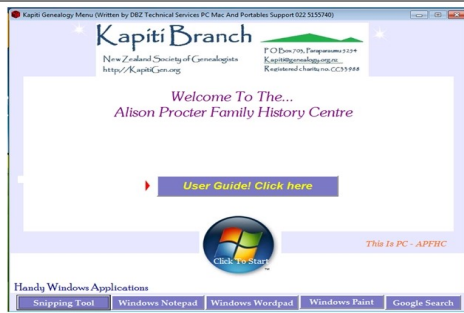 Kapiti Genealogy Menu (Written by DBZ Technical Services PC Mac And Portables Support 022 5155740)
Kapiti Branch
New Zealand Society of Genealogists
http://KapitiGen.org
P O Box 703, Paraparaumu 5254
Kapiti@genealogy.org.nz
Registered charity no. CC53988
Welcome To The...
Alison Procter Family History Centre
User Guide! Click here
Click To Start
This Is PC - APFHC
Handy Windows Applications
Snipping Tool
Windows Notepad
Windows Wordpad
Windows Paint
Google Search